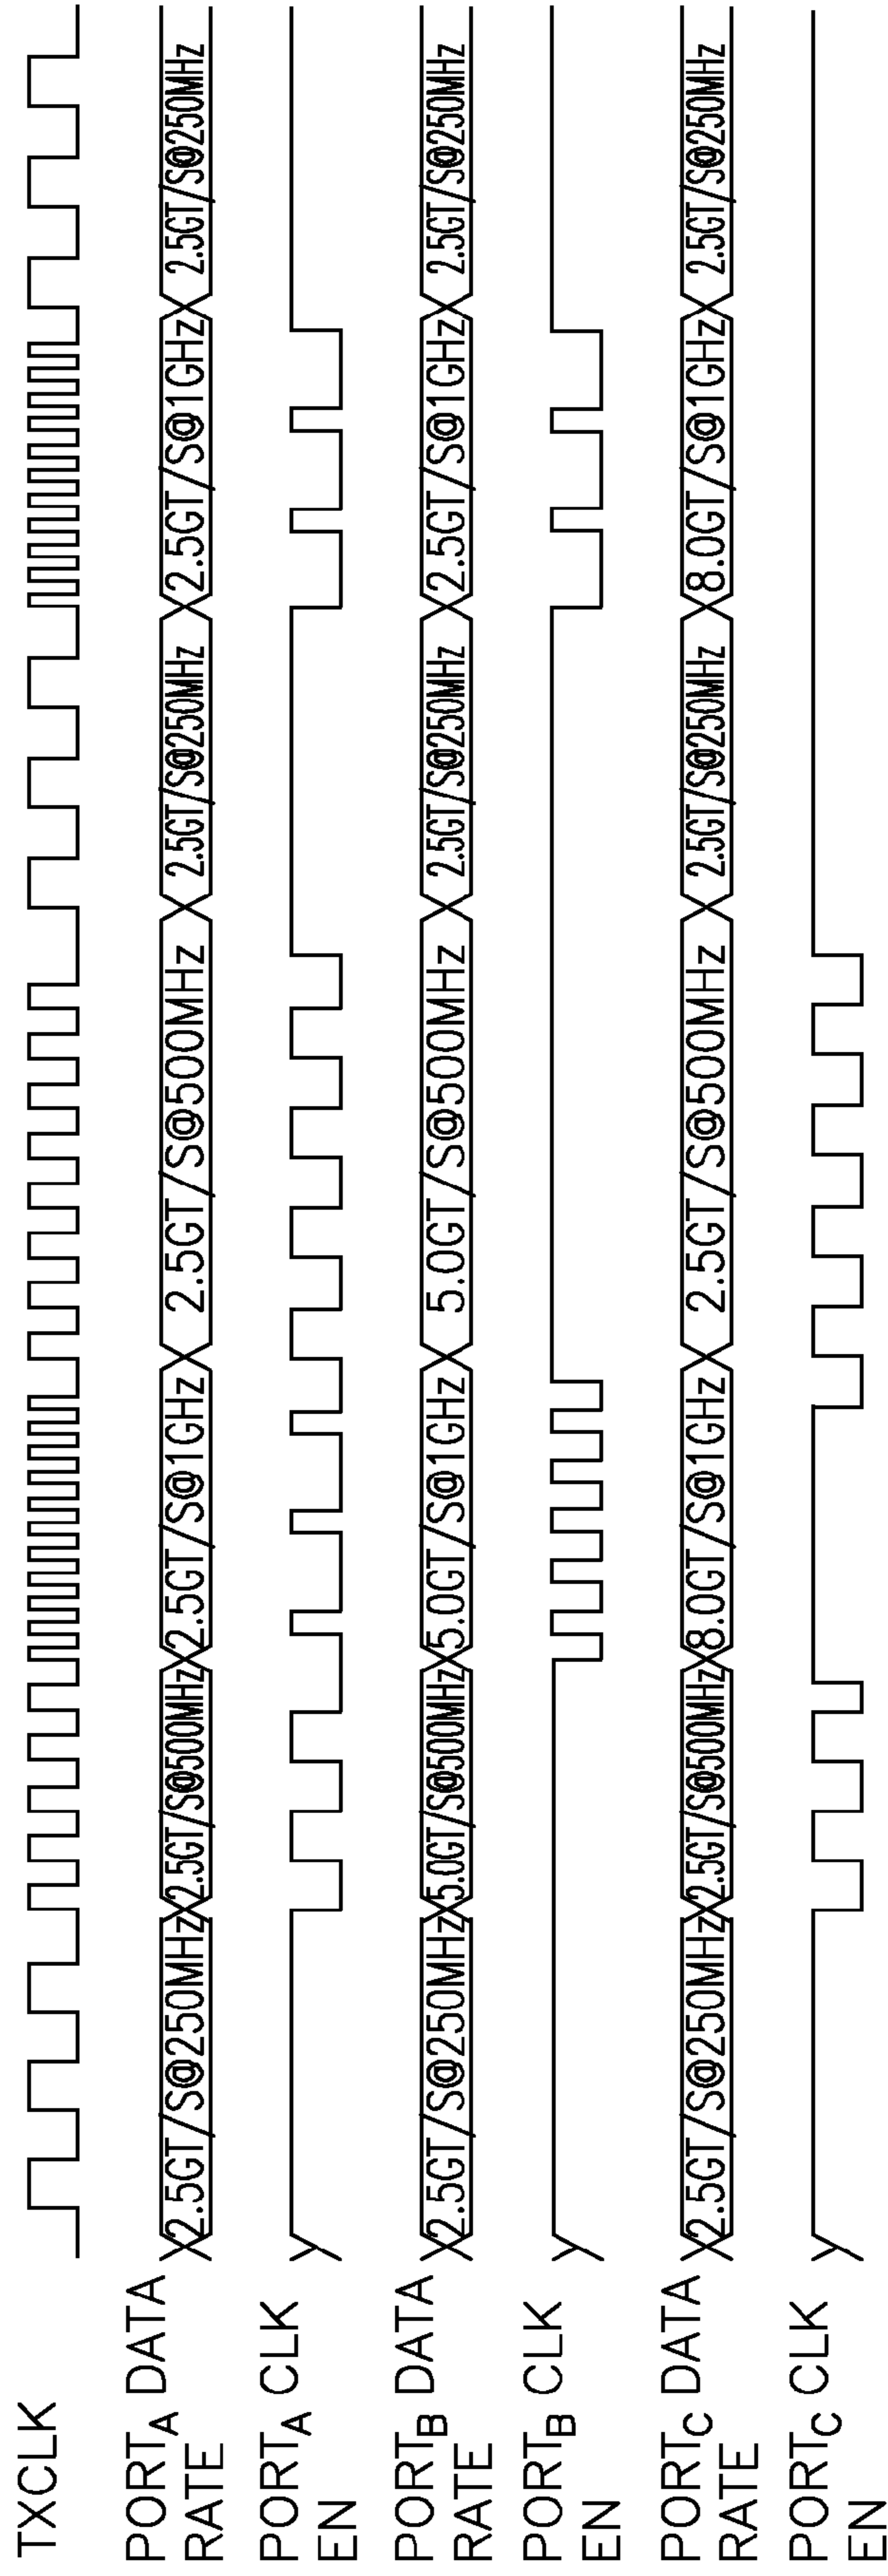 TXCLK
PORTA DATA RATE
2.5GT/S@250MHz 2.5GT/S@500MHz 2.5GT/S@1GHz 2.5GT/S@500MHz 2.5GT/S@250MHz 2.5GT/S@1GHz 2.5GT/S@250MHz
PORTA CLK EN
PORTB DATA RATE
2.5GT/S@250MHz 5.0GT/S@500MHz 5.0GT/S@1GHz 5.0GT/S@500MHz 2.5GT/S@250MHz 2.5GT/S@1GHz 2.5GT/S@250MHz
PORTB CLK EN
PORTC DATA RATE
2.5GT/S@250MHz 2.5GT/S@500MHz 8.0GT/S@1GHz 2.5GT/S@500MHz 2.5GT/S@250MHz 8.0GT/S@1GHz 2.5GT/S@250MHz
PORTC CLK EN